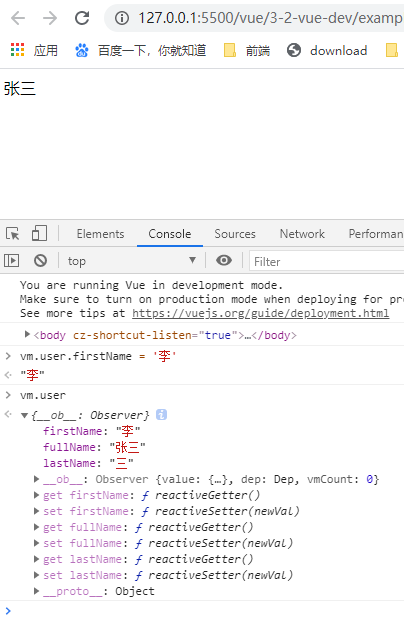 127.0.0.1:5500/vue/3-2-vue-dev/examp
应用 百度一下，你就知道 前端 download
张三
Elements Console Sources Network Performan
top Filter
You are running Vue in development mode.
Make sure to turn on production mode when deploying for pr
See more tips at https://vuejs.org/guide/deployment.html
<body cz-shortcut-listen="true">…</body>
vm.user.firstName = '李'
"李"
vm.user
{__ob__: Observer}
firstName: "李"
fullName: "张三"
lastName: "三"
__ob__: Observer {value: {…}, dep: Dep, vmCount: 0}
get firstName: ƒ reactiveGetter()
set firstName: ƒ reactiveSetter(newVal)
get fullName: ƒ reactiveGetter()
set fullName: ƒ reactiveSetter(newVal)
get lastName: ƒ reactiveGetter()
set lastName: ƒ reactiveSetter(newVal)
__proto__: Object